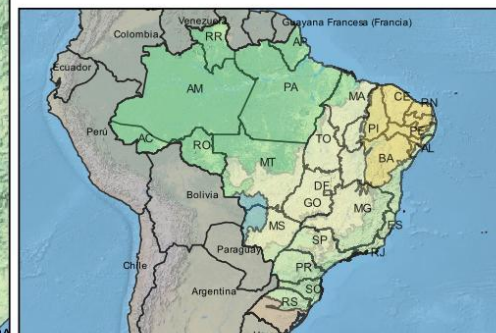 Venezuela
Guayana Francesa (Francia)
Colombia
RR
AP
Ecuador
AM
PA
MA
CE
RN
PI
PE
AL
Perú
AC
RO
TO
BA
MT
Bolivia
DF
GO
MG
ES
MS
SP
RJ
Paraguay
Chile
PR
SC
Argentina
RS